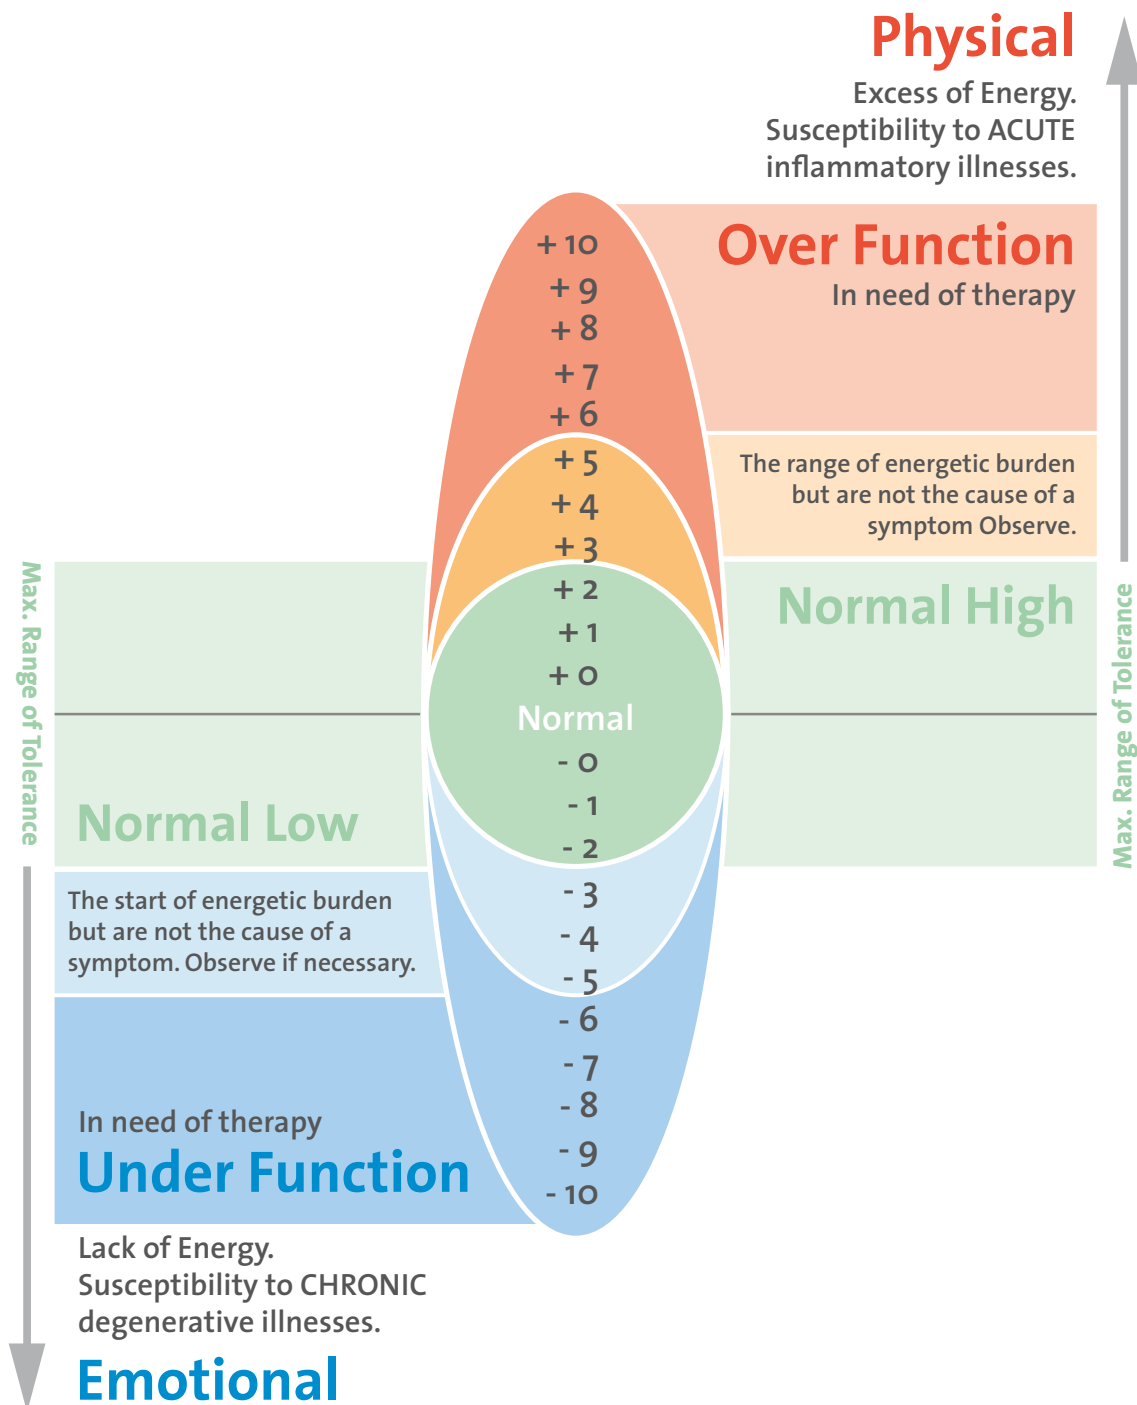 Physical
Excess of Energy.
Susceptibility to ACUTE
inflammatory illnesses.
Over Function
In need of therapy
+ 10
+ 9
+ 8
+ 7
+ 6
+ 5
+ 4
+ 3
+ 2
+ 1
+ 0
Normal
- 0
- 1
- 2
- 3
- 4
- 5
- 6
- 7
- 8
- 9
- 10
The range of energetic burden
but are not the cause of a
symptom Observe.
Normal High
Max. Range of Tolerance
Max. Range of Tolerance
Normal Low
The start of energetic burden
but are not the cause of a
symptom. Observe if necessary.
In need of therapy
Under Function
Lack of Energy.
Susceptibility to CHRONIC
degenerative illnesses.
Emotional